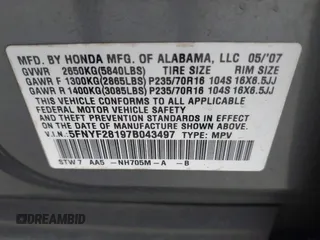 MFD. BY HONDA MFG. OF ALABAMA, LLC 05/'07
GVWR 2650KG(5840LBS) TIRE SIZE RIM SIZE
GAWR F 1300KG(2865LBS) P235/70R16 104S 16X6.5JJ
GAWR R 1400KG(3085LBS) P235/70R16 104S 16X6.5JJ
THIS VEHICLE CONFORMS TO ALL APPLICABLE
FEDERAL MOTOR VEHICLE SAFETY AND THEFT
PREVENTION STANDARDS IN EFFECT ON THE DATE
OF MANUFACTURE SHOWN ABOVE.
V.I.N.: 5FNYF28197B043497 TYPE: MPV
STW 7 AA5 -NH705M - A - B
DREAMBID